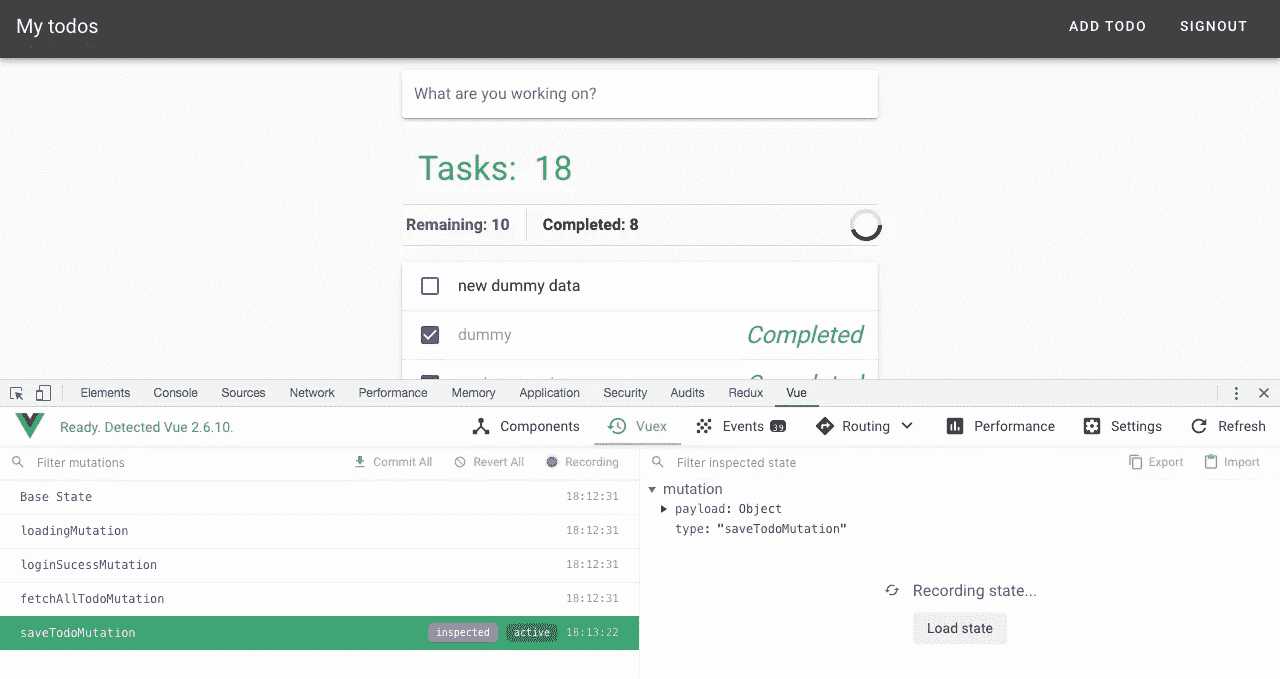 My todos ADD TODO SIGNOUT
What are you working on?
Tasks: 18
Remaining: 10 Completed: 8
new dummy data
dummy Completed
Elements Console Sources Network Performance Memory Application Security Audits Redux Vue
Ready. Detected Vue 2.6.10. Components Vuex Events 39 Routing Performance Settings Refresh
Filter mutations Commit All Revert All Recording Filter inspected state Export Import
Base State 18:12:31
mutation
payload: Object
type: "saveTodoMutation"
loadingMutation 18:12:31
loginSucessMutation 18:12:31
fetchAllTodoMutation 18:12:31
Recording state...
saveTodoMutation inspected active 18:13:22
Load state